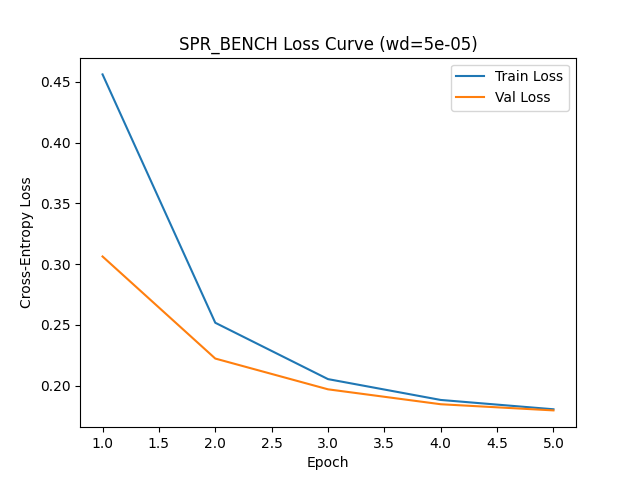 SPR_BENCH Loss Curve (wd=5e-05)
Train Loss
Val Loss
Cross-Entropy Loss
0.45
0.40
0.35
0.30
0.25
0.20
1.0 1.5 2.0 2.5 3.0 3.5 4.0 4.5 5.0
Epoch